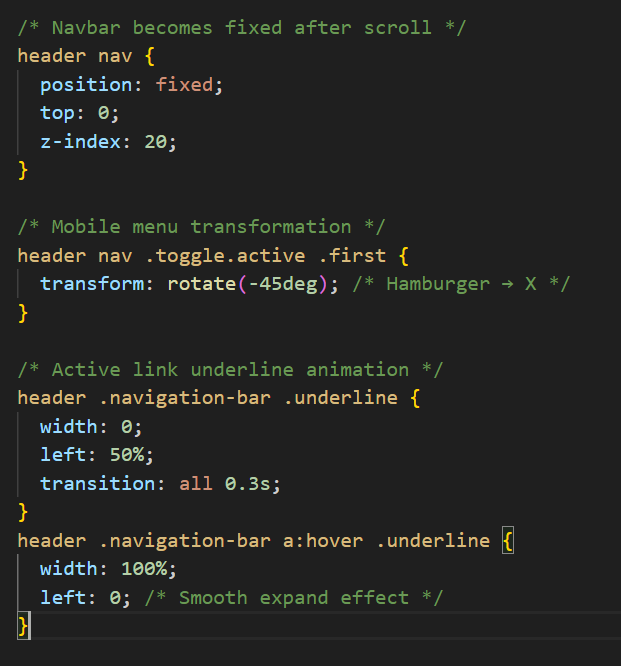 /* Navbar becomes fixed after scroll */
header nav {
  position: fixed;
  top: 0;
  z-index: 20;
}

/* Mobile menu transformation */
header nav .toggle.active .first {
  transform: rotate(-45deg); /* Hamburger → X */
}

/* Active link underline animation */
header .navigation-bar .underline {
  width: 0;
  left: 50%;
  transition: all 0.3s;
}
header .navigation-bar a:hover .underline {
  width: 100%;
  left: 0; /* Smooth expand effect */
}